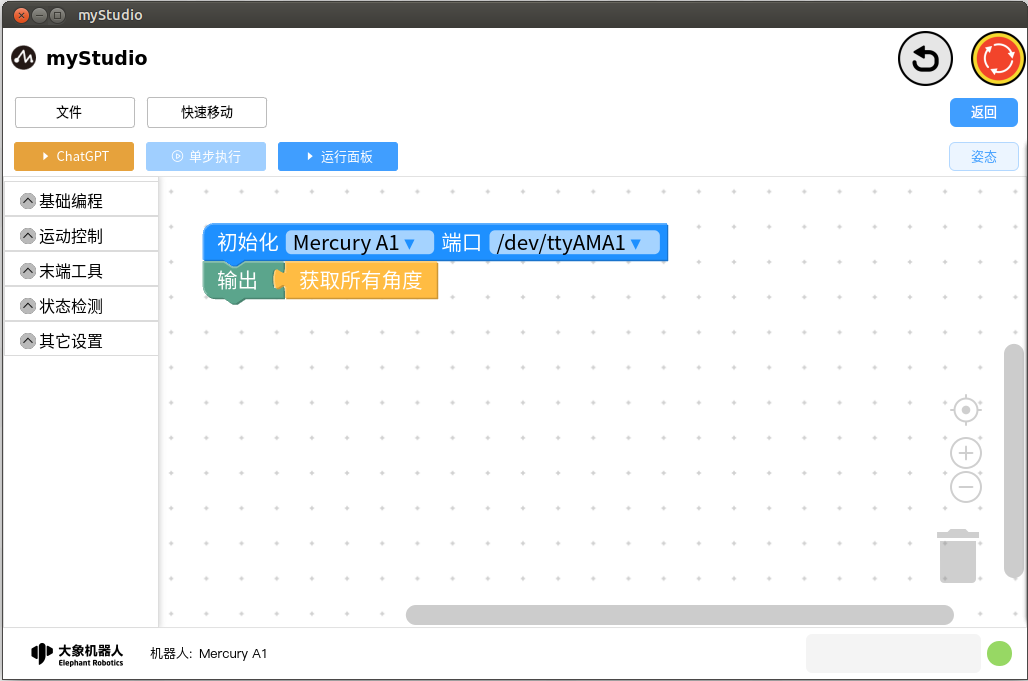 myStudio
myStudio
文件 快速移动 返回
ChatGPT 单步执行 运行面板 姿态
基础编程
运动控制
末端工具
状态检测
其它设置
初始化 Mercury A1 端口 /dev/ttyAMA1
输出 获取所有角度
大象机器人
Elephant Robotics
机器人: Mercury A1